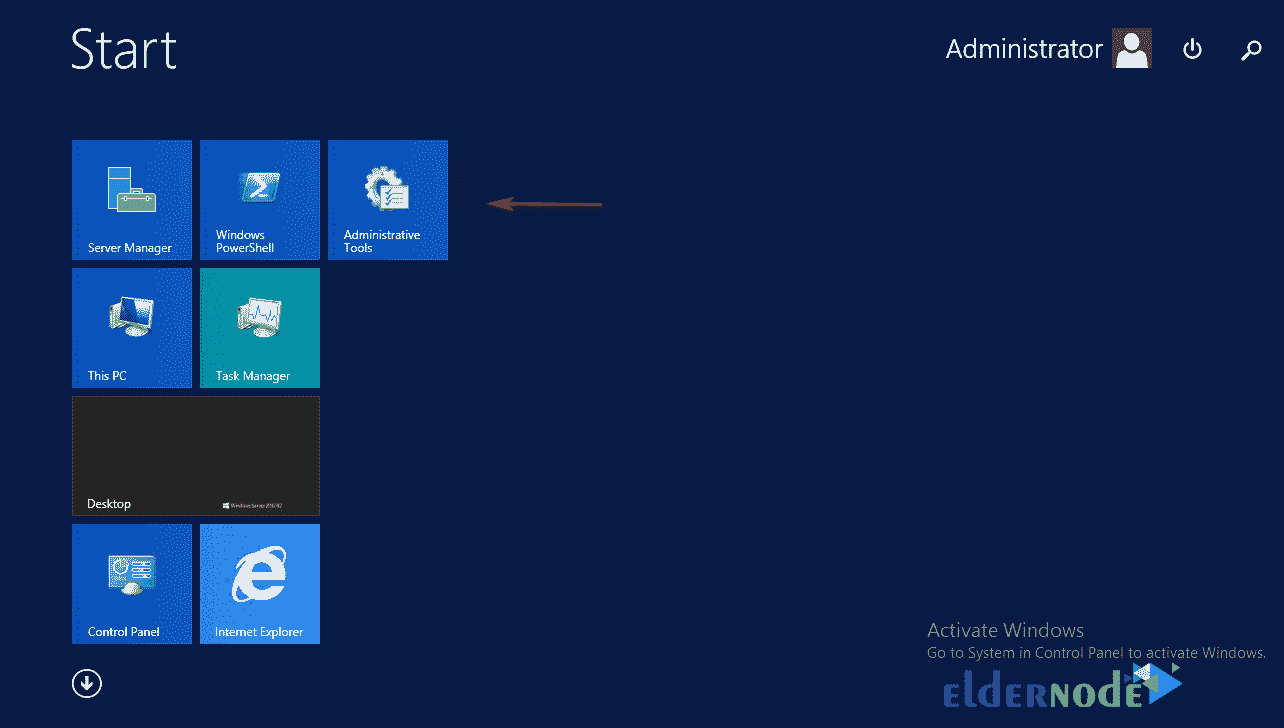 Start
Administrator
Server Manager
Windows
PowerShell
Administrative
Tools
This PC
Task Manager
Desktop
Windows Server 2012 R2
Control Panel
Internet Explorer
Activate Windows
Go to System in Control Panel to activate Windows.
eldernode